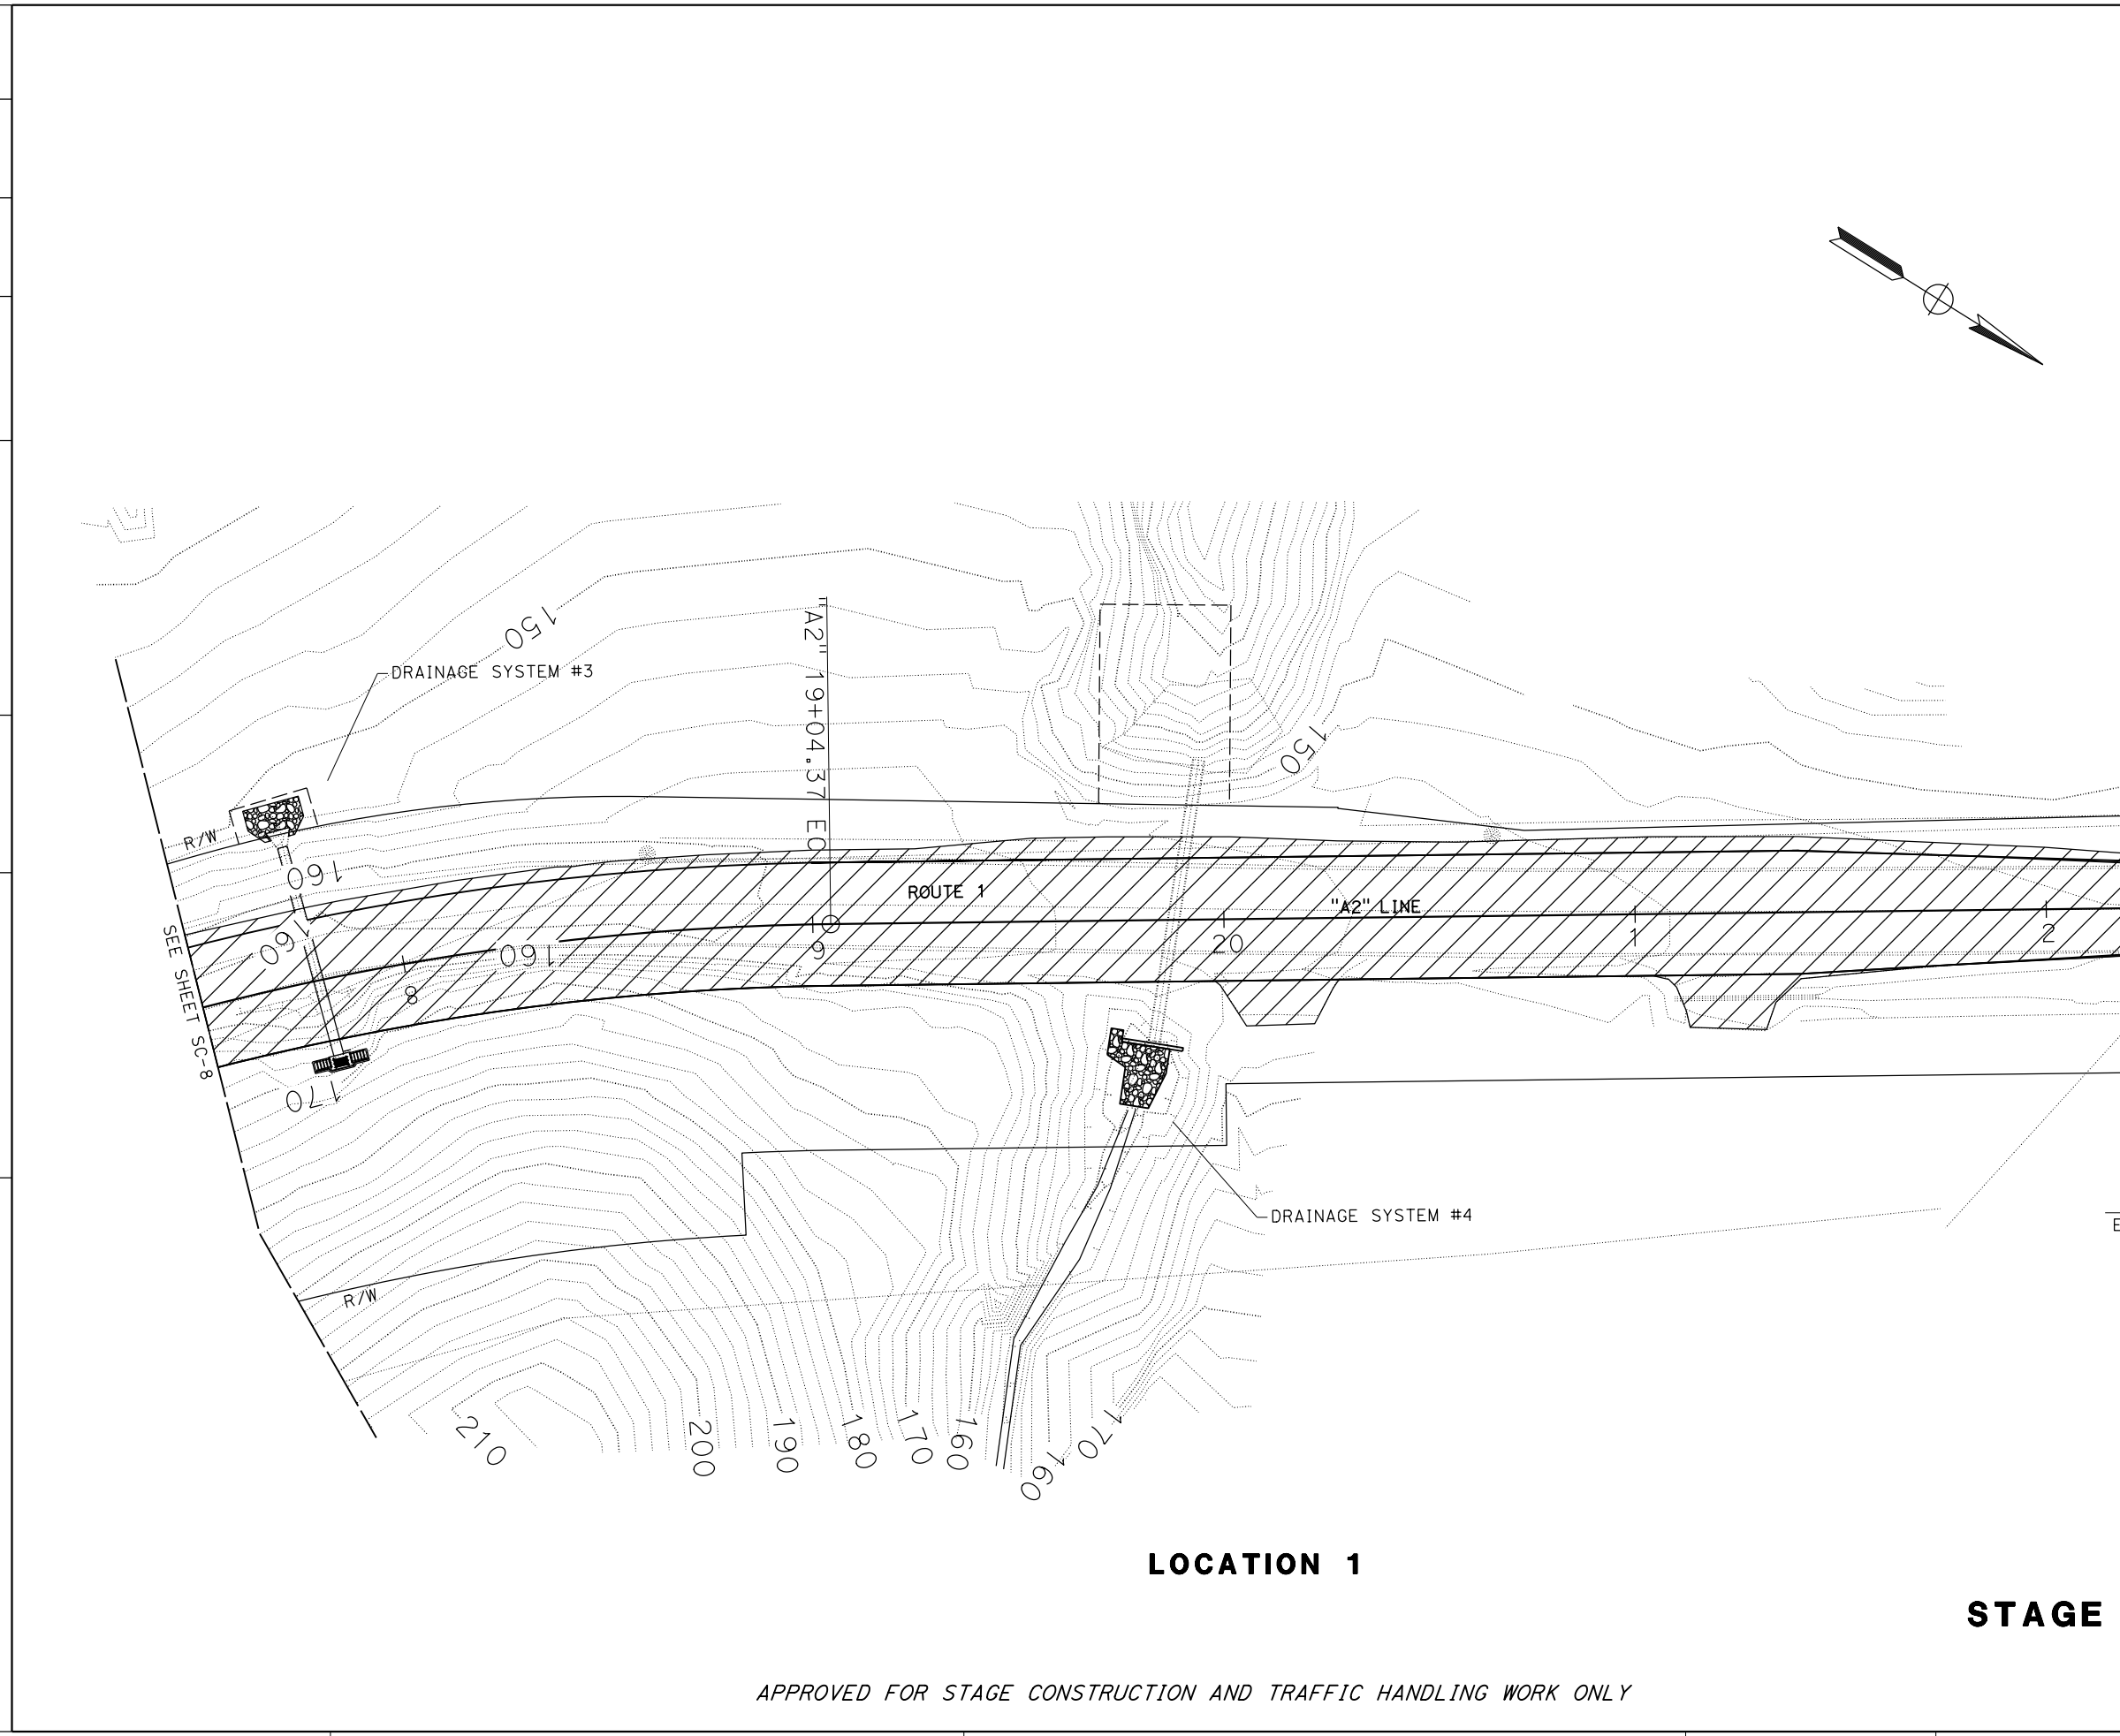 150
DRAINAGE SYSTEM #3
"A2" 19+04.37 EC
150
R/W
160
ROUTE 1
"A2" LINE
160
160
9
20
1
2
8
SEE SHEET SC-8
170
DRAINAGE SYSTEM #4
E
R/W
210
200
190
180
170
160
160
170
LOCATION 1
STAGE
APPROVED FOR STAGE CONSTRUCTION AND TRAFFIC HANDLING WORK ONLY